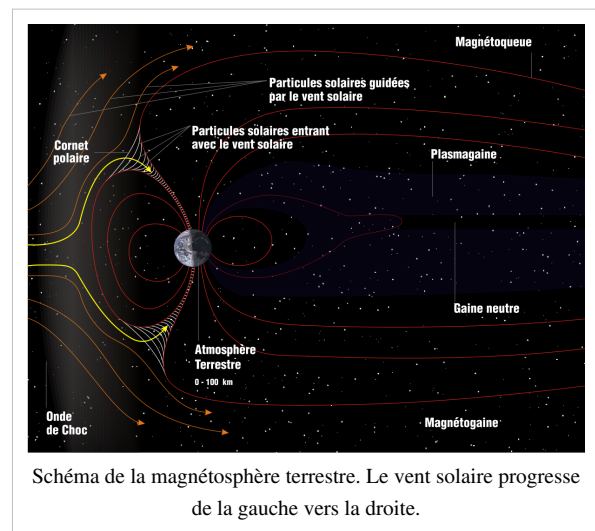 Magnétoqueue
Particules solaires guidées
par le vent solaire
Particules solaires entrant
avec le vent solaire
Cornet
polaire
Plasmagaine
Gaine neutre
Atmosphère
Terrestre
0 - 100 km
Onde
de Choc
Magnétogaine
Schéma de la magnétosphère terrestre. Le vent solaire progresse
de la gauche vers la droite.